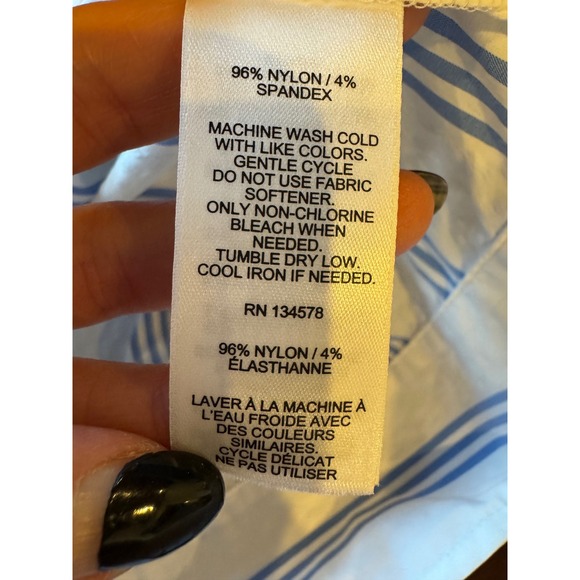 96% NYLON / 4%
SPANDEX
MACHINE WASH COLD
WITH LIKE COLORS.
GENTLE CYCLE
DO NOT USE FABRIC
SOFTENER.
ONLY NON-CHLORINE
BLEACH WHEN
NEEDED.
TUMBLE DRY LOW.
COOL IRON IF NEEDED.
RN 134578
96% NYLON / 4%
ÉLASTHANNE
LAVER À LA MACHINE À
L'EAU FROIDE AVEC
DES COULEURS
SIMILAIRES.
CYCLE DÉLICAT
NE PAS UTILISER